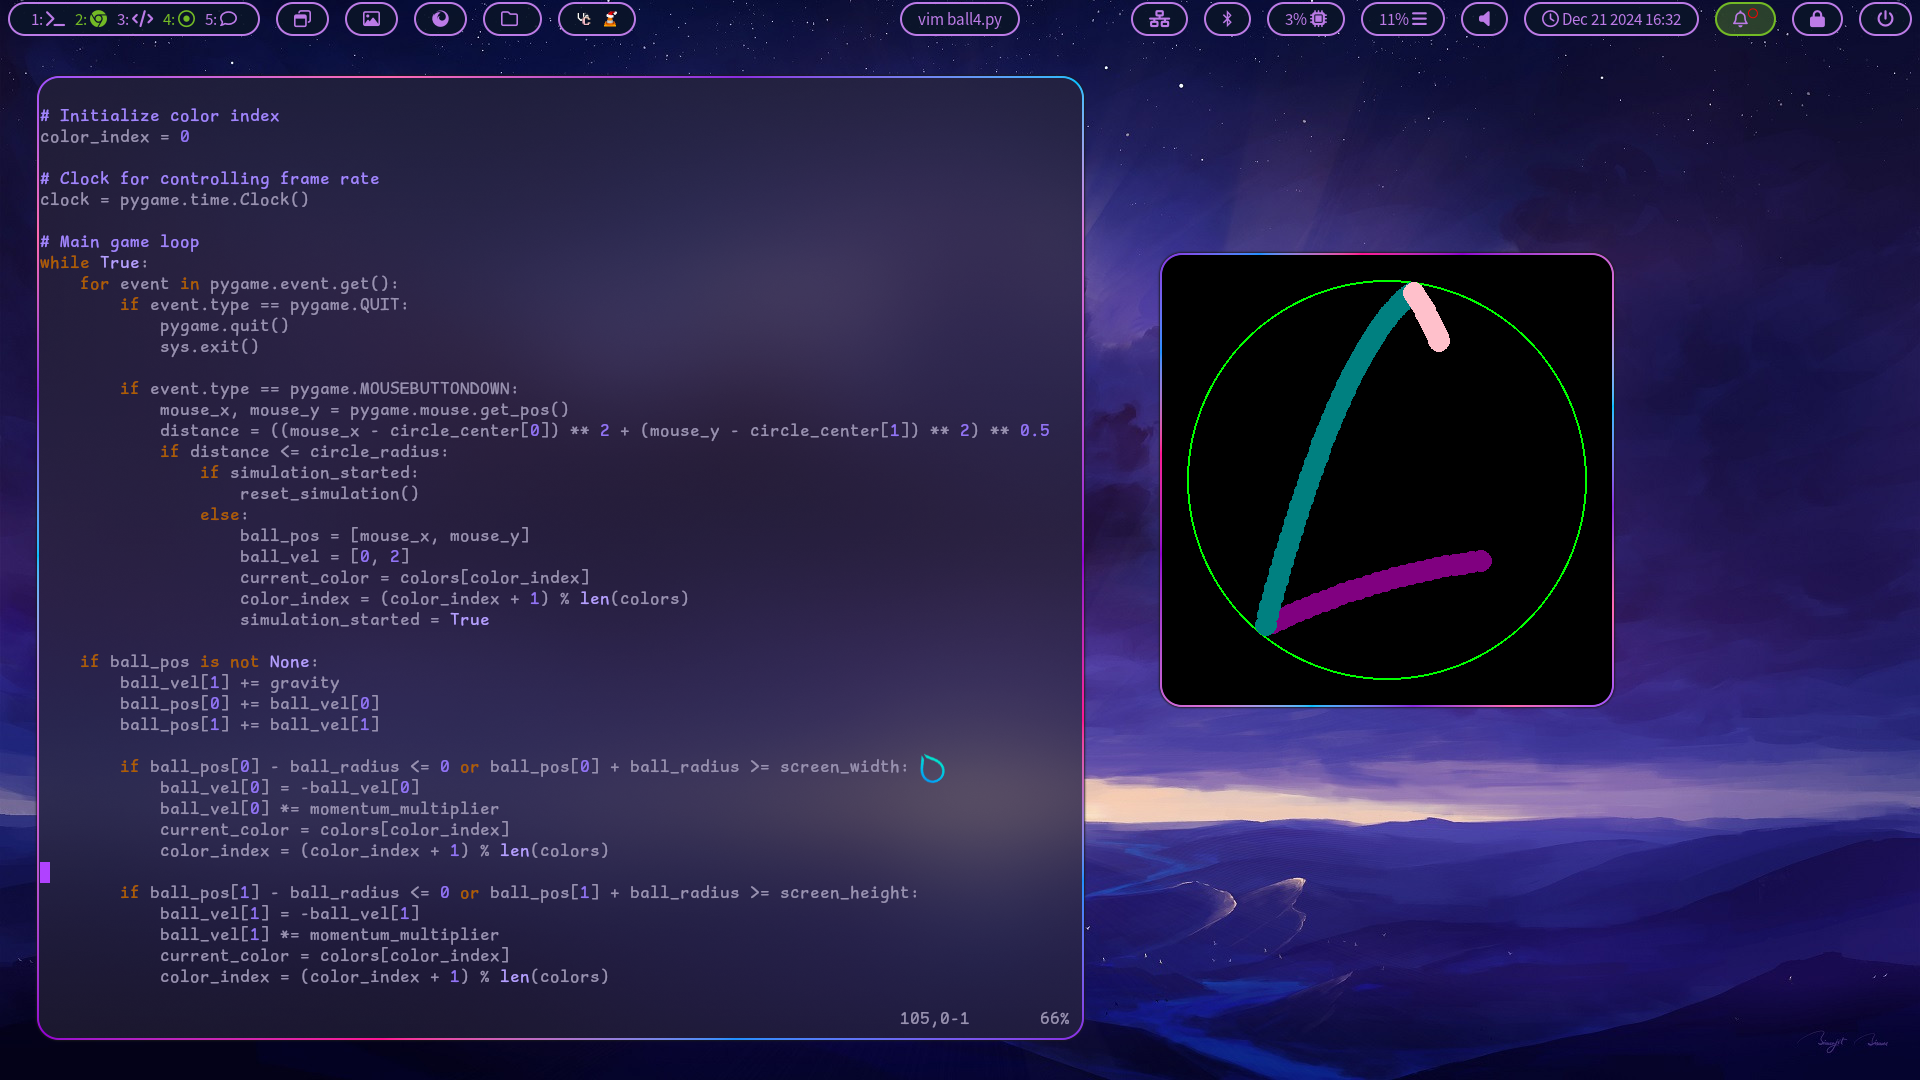 1: 2: 3: 4: 5:
vim ball4.py
3% 11% Dec 21 2024 16:32
# Initialize color index
color_index = 0
# Clock for controlling frame rate
clock = pygame.time.Clock()
# Main game loop
while True:
    for event in pygame.event.get():
        if event.type == pygame.QUIT:
            pygame.quit()
            sys.exit()
        if event.type == pygame.MOUSEBUTTONDOWN:
            mouse_x, mouse_y = pygame.mouse.get_pos()
            distance = ((mouse_x - circle_center[0]) ** 2 + (mouse_y - circle_center[1]) ** 2) ** 0.5
            if distance <= circle_radius:
                if simulation_started:
                    reset_simulation()
                else:
                    ball_pos = [mouse_x, mouse_y]
                    ball_vel = [0, 2]
                    current_color = colors[color_index]
                    color_index = (color_index + 1) % len(colors)
                    simulation_started = True
    if ball_pos is not None:
        ball_vel[1] += gravity
        ball_pos[0] += ball_vel[0]
        ball_pos[1] += ball_vel[1]
        if ball_pos[0] - ball_radius <= 0 or ball_pos[0] + ball_radius >= screen_width:
            ball_vel[0] = -ball_vel[0]
            ball_vel[0] *= momentum_multiplier
            current_color = colors[color_index]
            color_index = (color_index + 1) % len(colors)
        if ball_pos[1] - ball_radius <= 0 or ball_pos[1] + ball_radius >= screen_height:
            ball_vel[1] = -ball_vel[1]
            ball_vel[1] *= momentum_multiplier
            current_color = colors[color_index]
            color_index = (color_index + 1) % len(colors)
105,0-1 66%